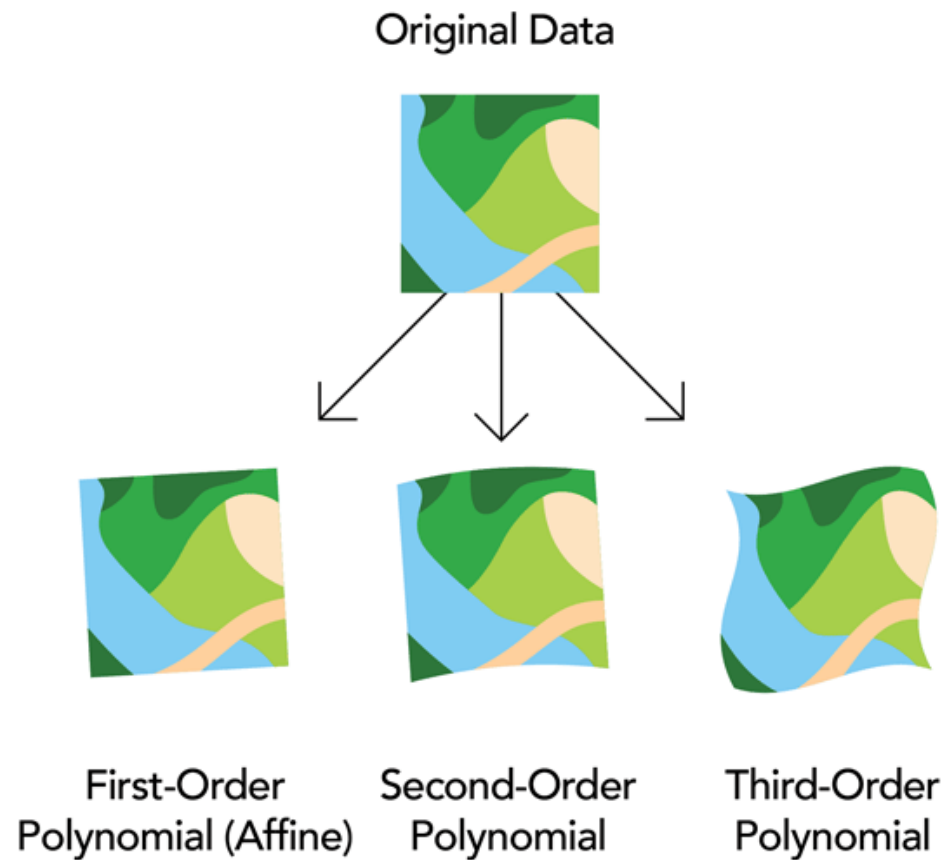 Original Data
First-Order
Polynomial (Affine)
Second-Order
Polynomial
Third-Order
Polynomial